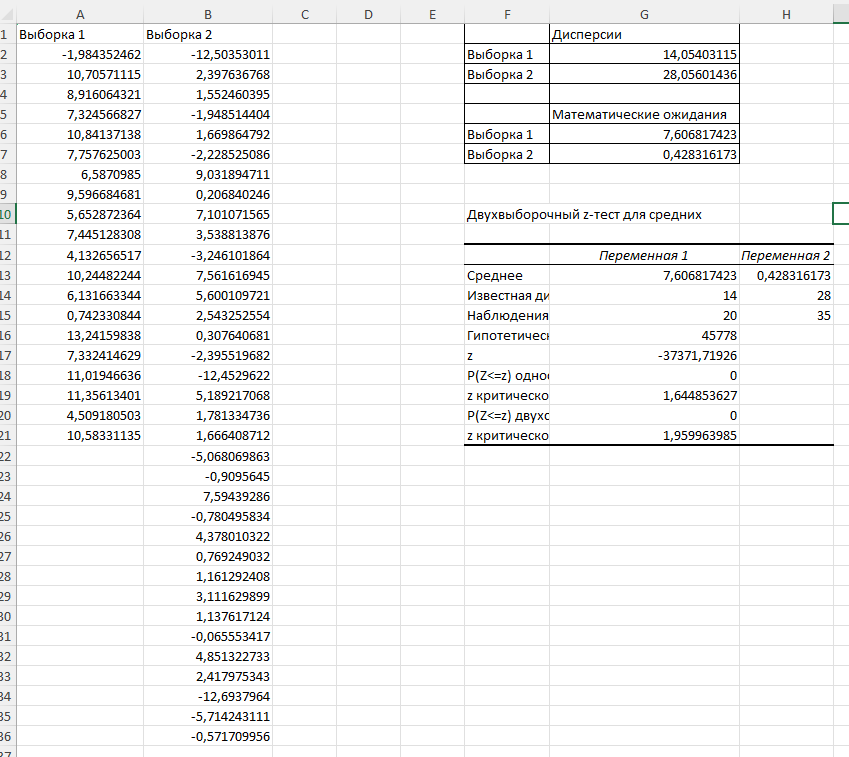 A B C D E F G H
1 Выборка 1 Выборка 2 Дисперсии
2 -1,984352462 -12,50353011 Выборка 1 14,05403115
3 10,70571115 2,397636768 Выборка 2 28,05601436
4 8,916064321 1,552460395
5 7,324566827 -1,948514404 Математические ожидания
6 10,84137138 1,669864792 Выборка 1 7,606817423
7 7,757625003 -2,228525086 Выборка 2 0,428316173
8 6,5870985 9,031894711
9 9,596684681 0,206840246
10 5,652872364 7,101071565 Двухвыборочный z-тест для средних
11 7,445128308 3,538813876
12 4,132656517 -3,246101864 Переменная 1 Переменная 2
13 10,24482244 7,561616945 Среднее 7,606817423 0,428316173
14 6,131663344 5,600109721 Известная ди 14 28
15 0,742330844 2,543252554 Наблюдения 20 35
16 13,24159838 0,307640681 Гипотетическ 45778
17 7,332414629 -2,395519682 z -37371,71926
18 11,01946636 -12,4529622 P(Z<=z) одно 0
19 11,35613401 5,189217068 z критическо 1,644853627
20 4,509180503 1,781334736 P(Z<=z) двухс 0
21 10,58331135 1,666408712 z критическо 1,959963985
22 -5,068069863
23 -0,9095645
24 7,59439286
25 -0,780495834
26 4,378010322
27 0,769249032
28 1,161292408
29 3,111629899
30 1,137617124
31 -0,065553417
32 4,851322733
33 2,417975343
34 -12,6937964
35 -5,714243111
36 -0,571709956
37